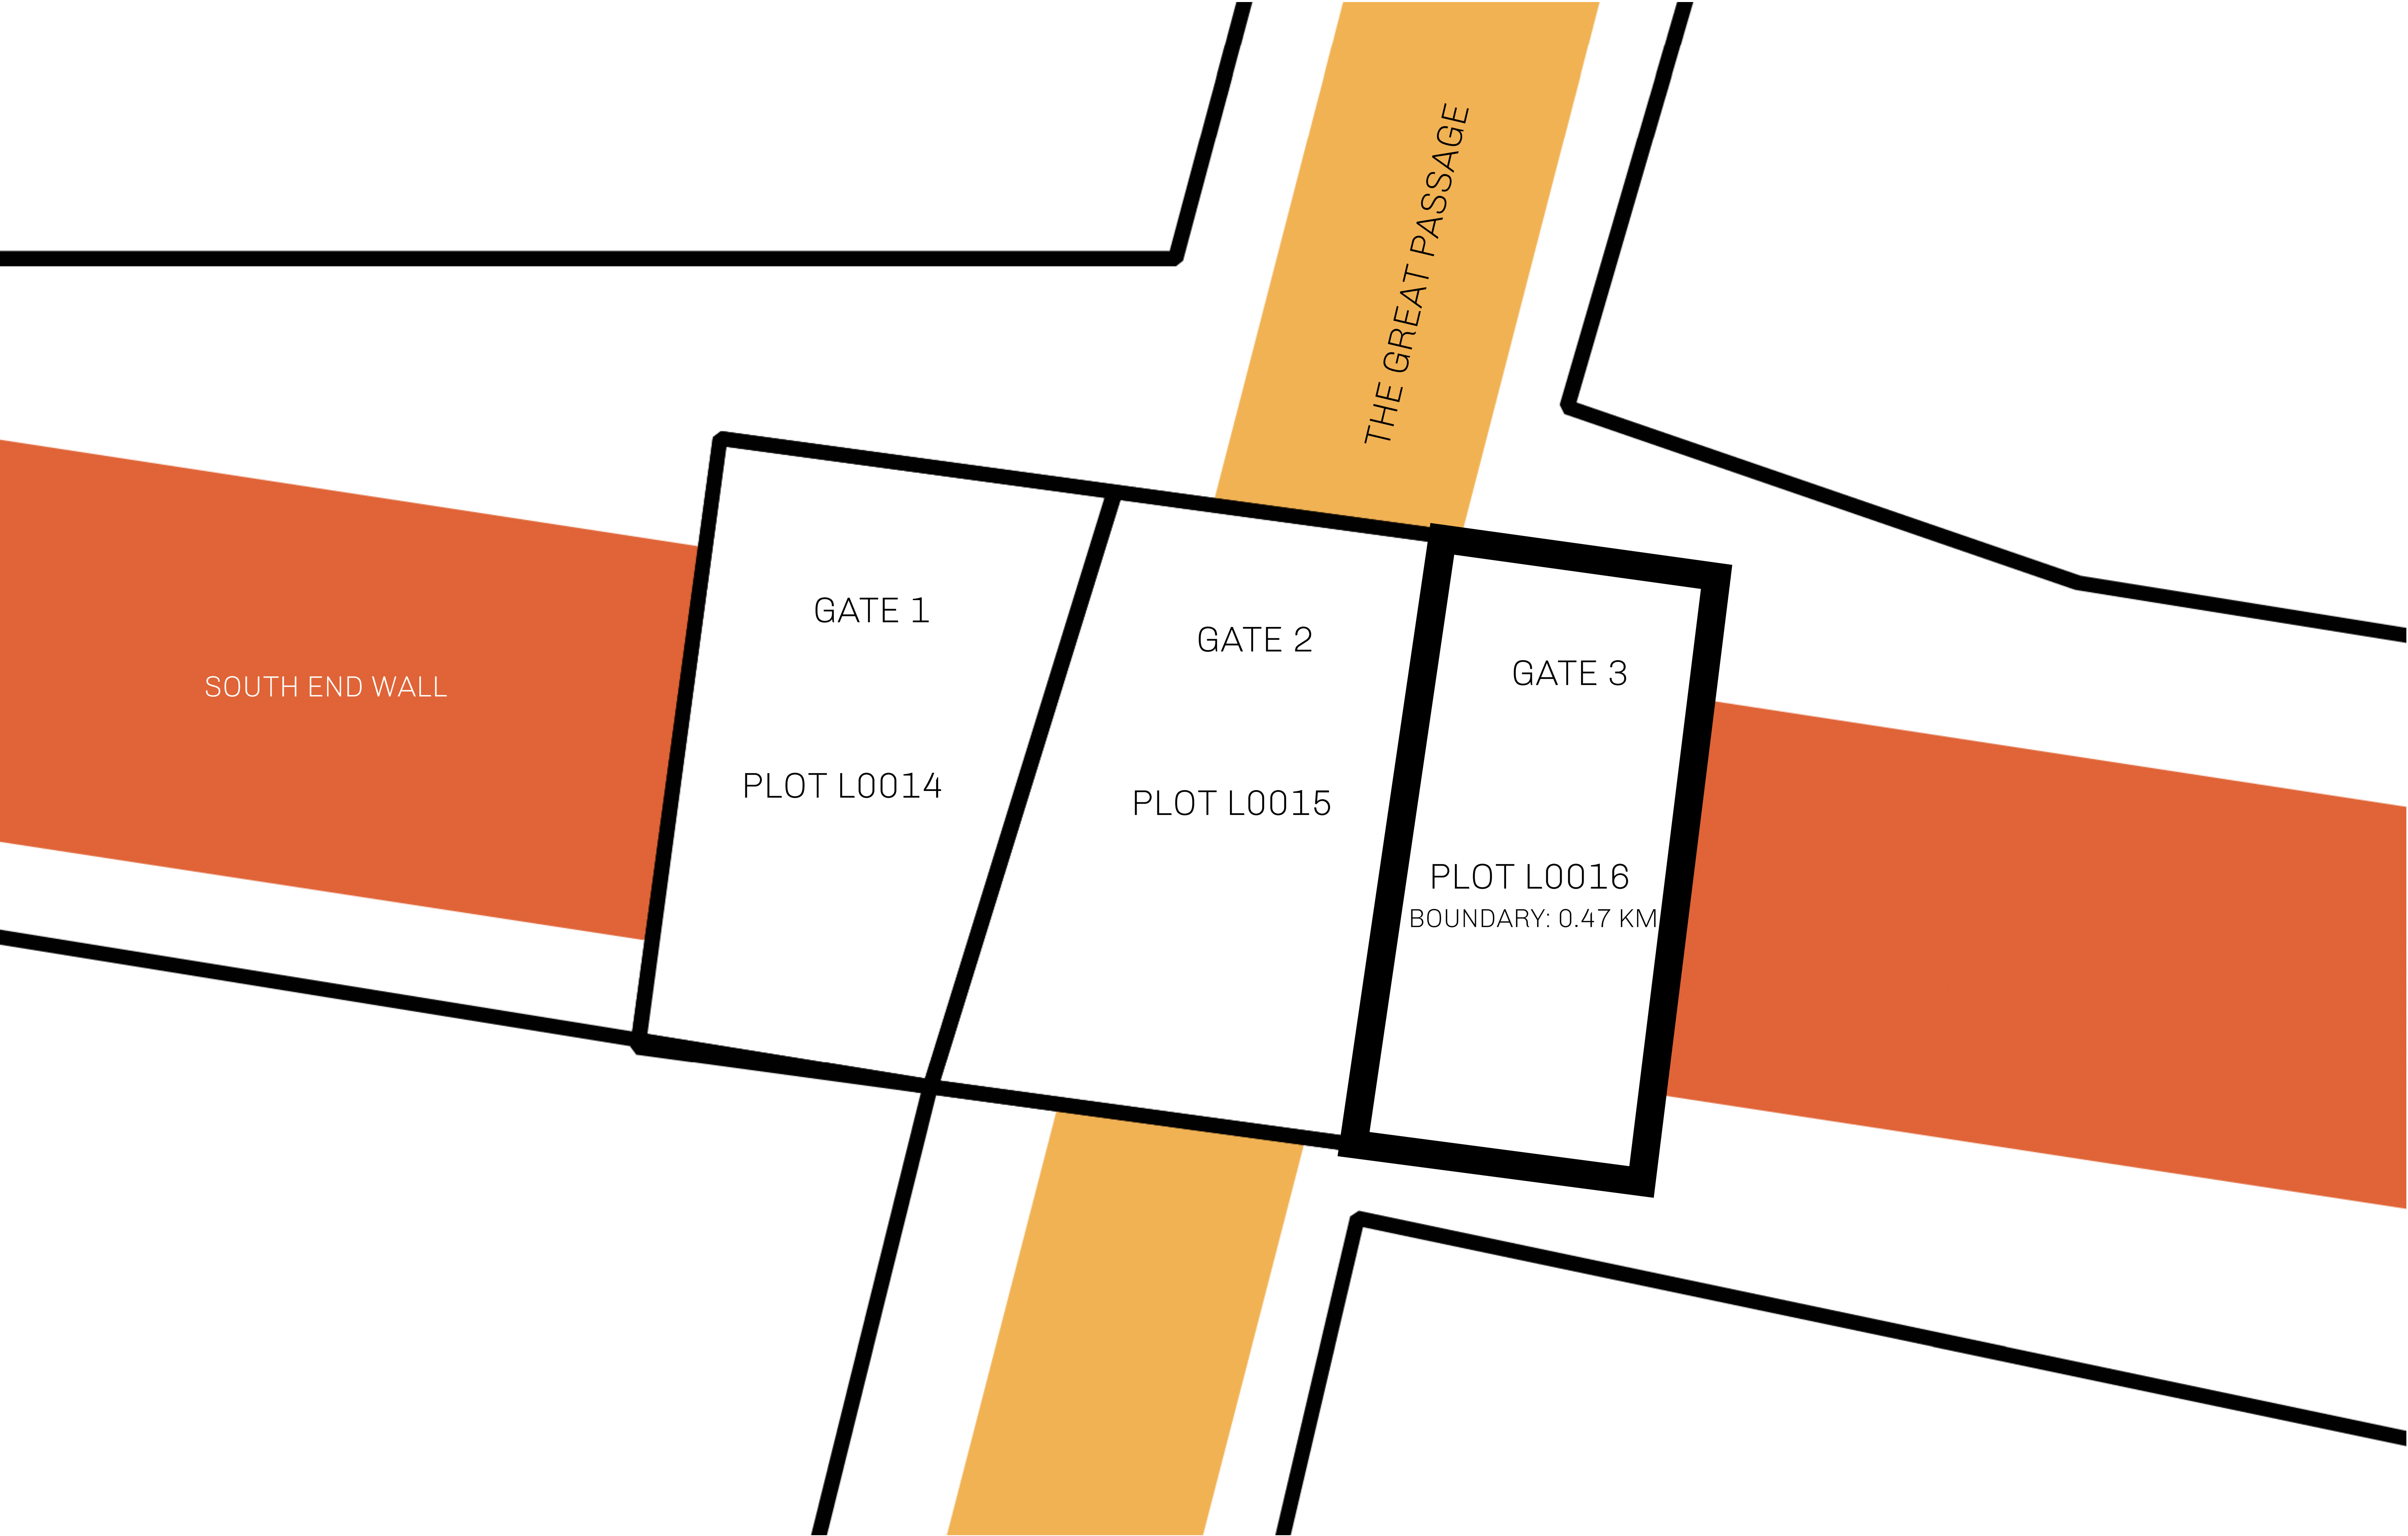 THE GREAT PASSAGE
GATE 1
GATE 2
GATE 3
SOUTH END WALL
PLOT L0014
PLOT L0015
PLOT L0016
BOUNDARY: 0.47 KM